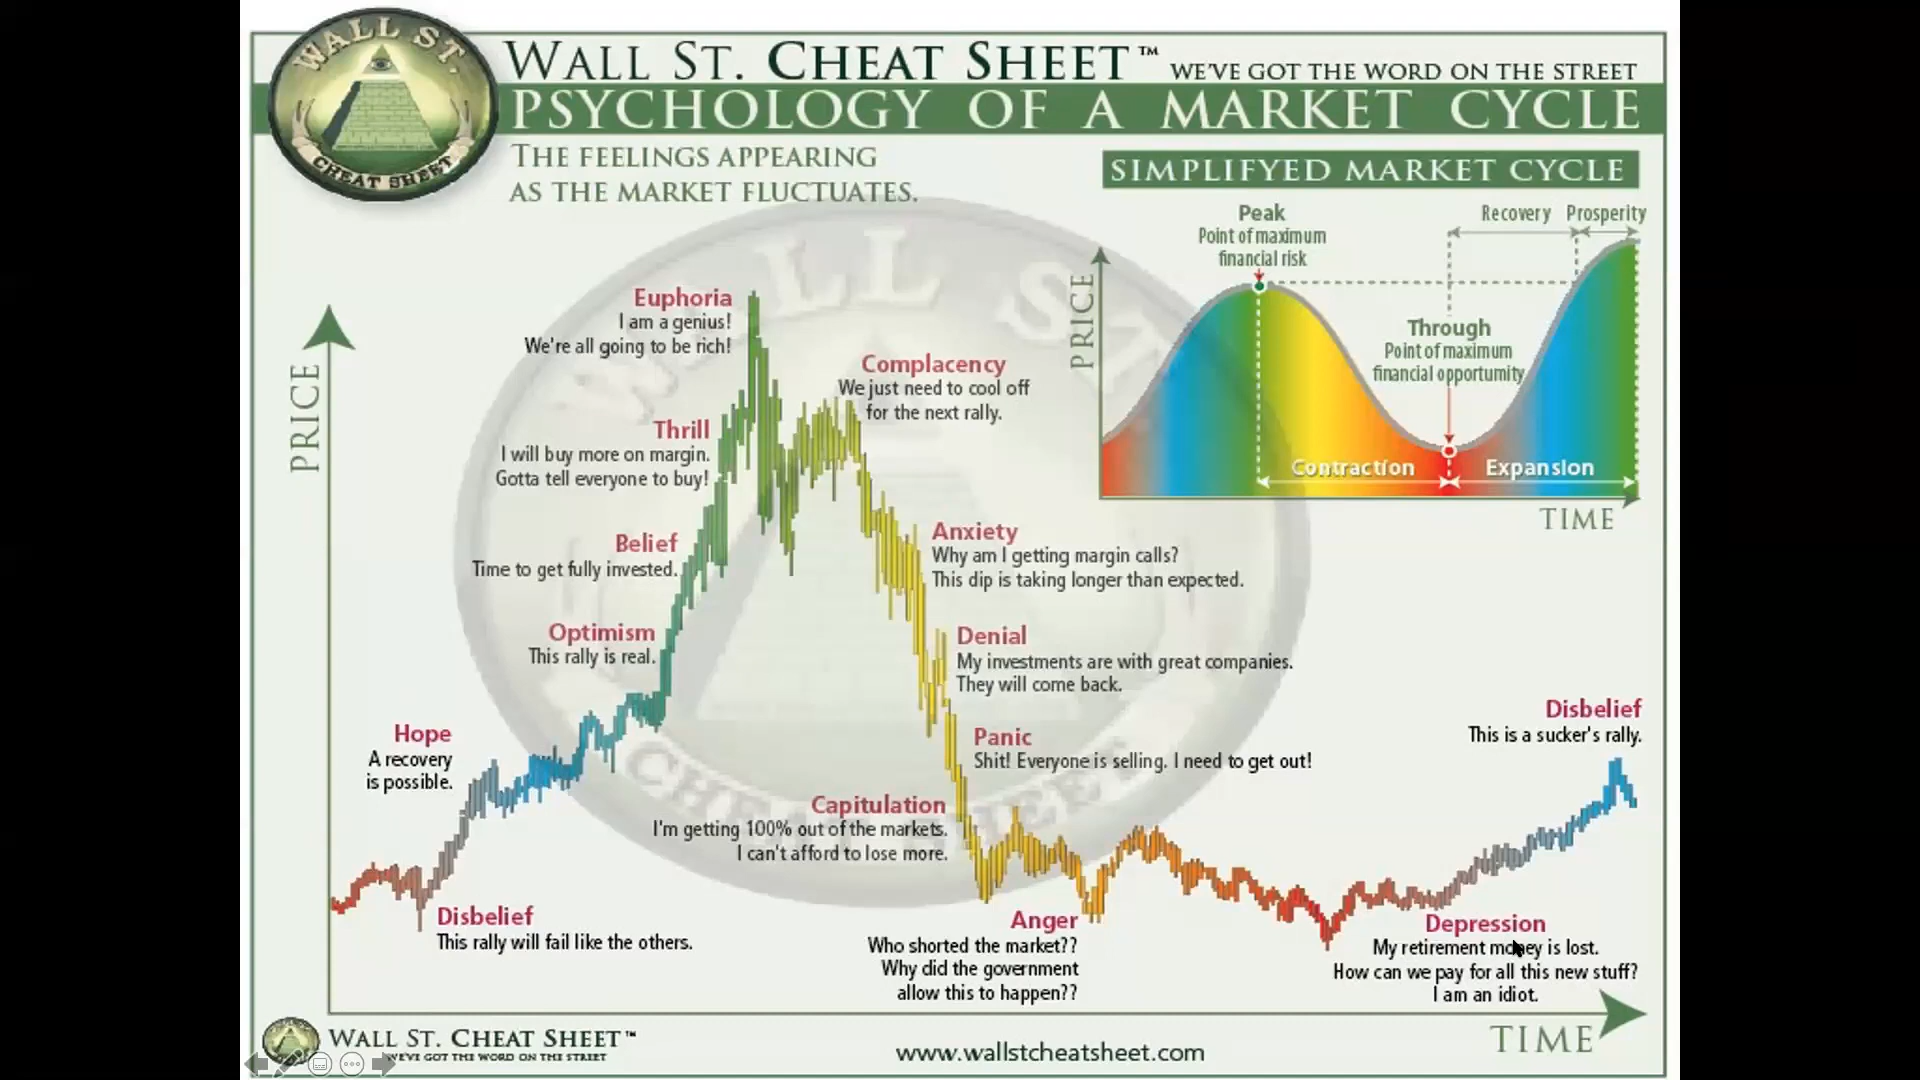 WALL ST.
CHEAT SHEET
WALL ST. CHEAT SHEET™ WE'VE GOT THE WORD ON THE STREET
PSYCHOLOGY OF A MARKET CYCLE
THE FEELINGS APPEARING
AS THE MARKET FLUCTUATES.
SIMPLIFYED MARKET CYCLE
Peak
Point of maximum
financial risk
Recovery Prosperity
PRICE
Through
Point of maximum
financial opportunity
Contraction Expansion
TIME
WALL ST.
CHEAT SHEET
PRICE
Euphoria
I am a genius!
We're all going to be rich!
Complacency
We just need to cool off
for the next rally.
Thrill
I will buy more on margin.
Gotta tell everyone to buy!
Anxiety
Why am I getting margin calls?
This dip is taking longer than expected.
Belief
Time to get fully invested.
Optimism
This rally is real.
Denial
My investments are with great companies.
They will come back.
Hope
A recovery
is possible.
Panic
Shit! Everyone is selling. I need to get out!
Disbelief
This is a sucker's rally.
Capitulation
I'm getting 100% out of the markets.
I can't afford to lose more.
Disbelief
This rally will fail like the others.
Anger
Who shorted the market??
Why did the government
allow this to happen??
Depression
My retirement money is lost.
How can we pay for all this new stuff?
I am an idiot.
TIME
WALL ST. CHEAT SHEET™
WE'VE GOT THE WORD ON THE STREET
www.wallstcheatsheet.com